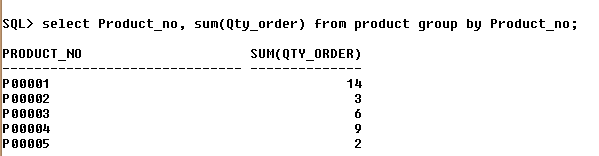 SQL> select Product_no, sum(Qty_order) from product group by Product_no;
PRODUCT_NO SUM(QTY_ORDER)
------------------------------ --------------
P00001 14
P00002 3
P00003 6
P00004 9
P00005 2